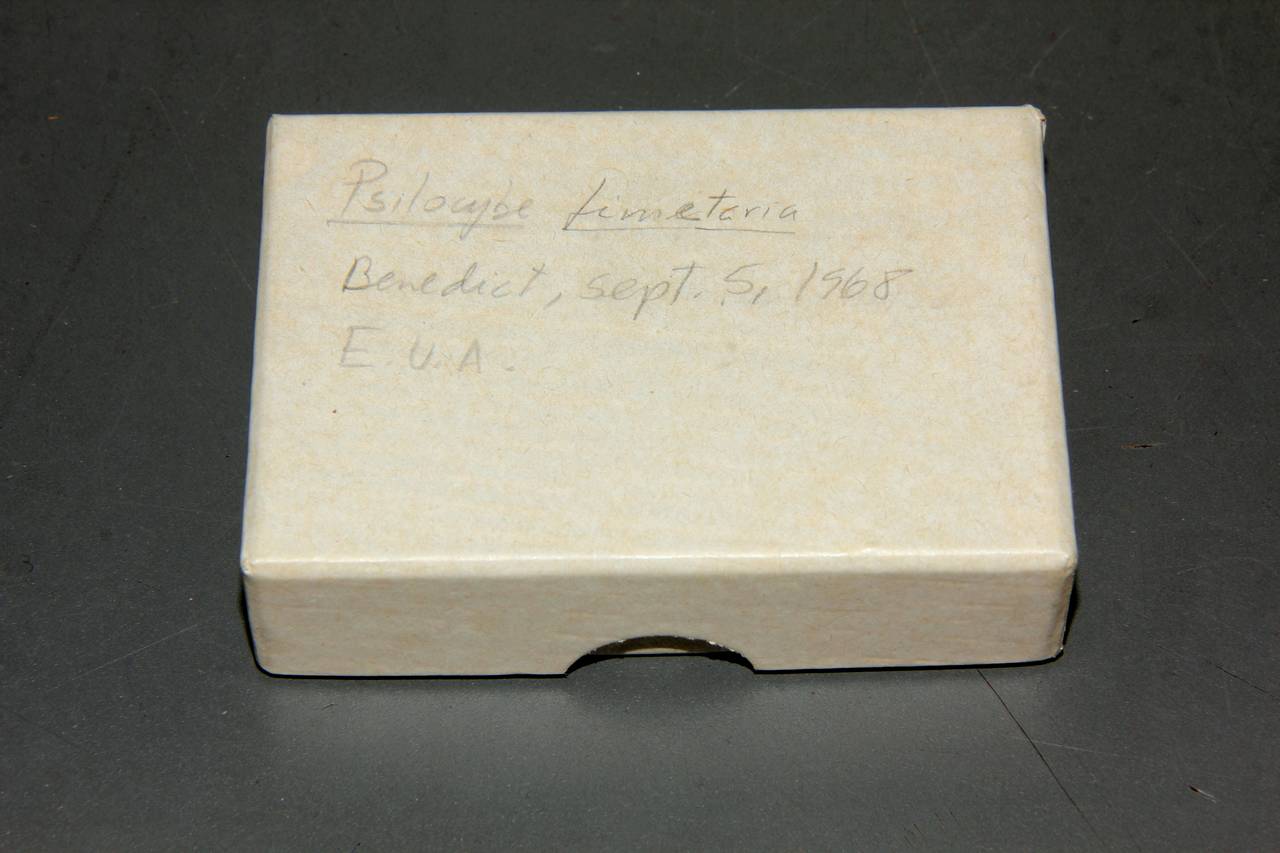 Psilocybe fimetaria
Benedict, sept. 5, 1968
E.U.A.